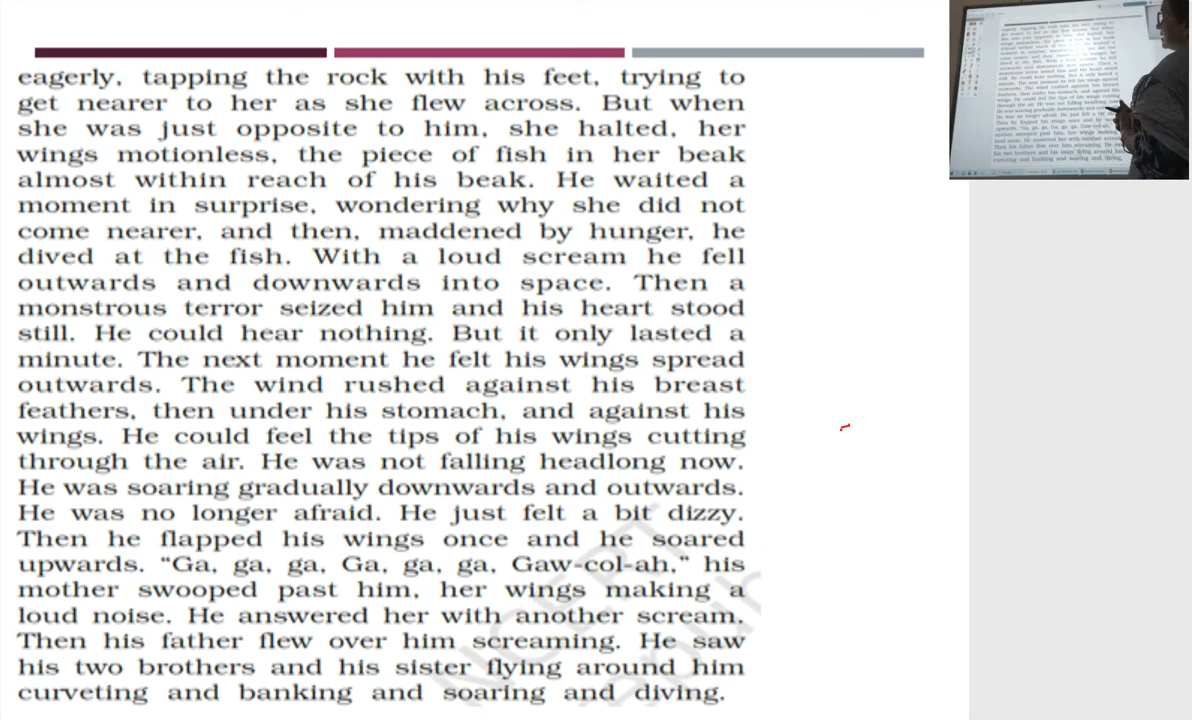 eagerly, tapping the rock with his feet, trying to
get nearer to her as she flew across. But when
she was just opposite to him, she halted, her
wings motionless, the piece of fish in her beak
almost within reach of his beak. He waited a
moment in surprise, wondering why she did not
come nearer, and then, maddened by hunger, he
dived at the fish. With a loud scream he fell
outwards and downwards into space. Then a
monstrous terror seized him and his heart stood
still. He could hear nothing. But it only lasted a
minute. The next moment he felt his wings spread
outwards. The wind rushed against his breast
feathers, then under his stomach, and against his
wings. He could feel the tips of his wings cutting
through the air. He was not falling headlong now.
He was soaring gradually downwards and outwards.
He was no longer afraid. He just felt a bit dizzy.
Then he flapped his wings once and he soared
upwards. "Ga, ga, ga, Ga, ga, ga, Gaw-col-ah," his
mother swooped past him, her wings making a
loud noise. He answered her with another scream.
Then his father flew over him screaming. He saw
his two brothers and his sister flying around him
curveting and banking and soaring and diving.
NCERT